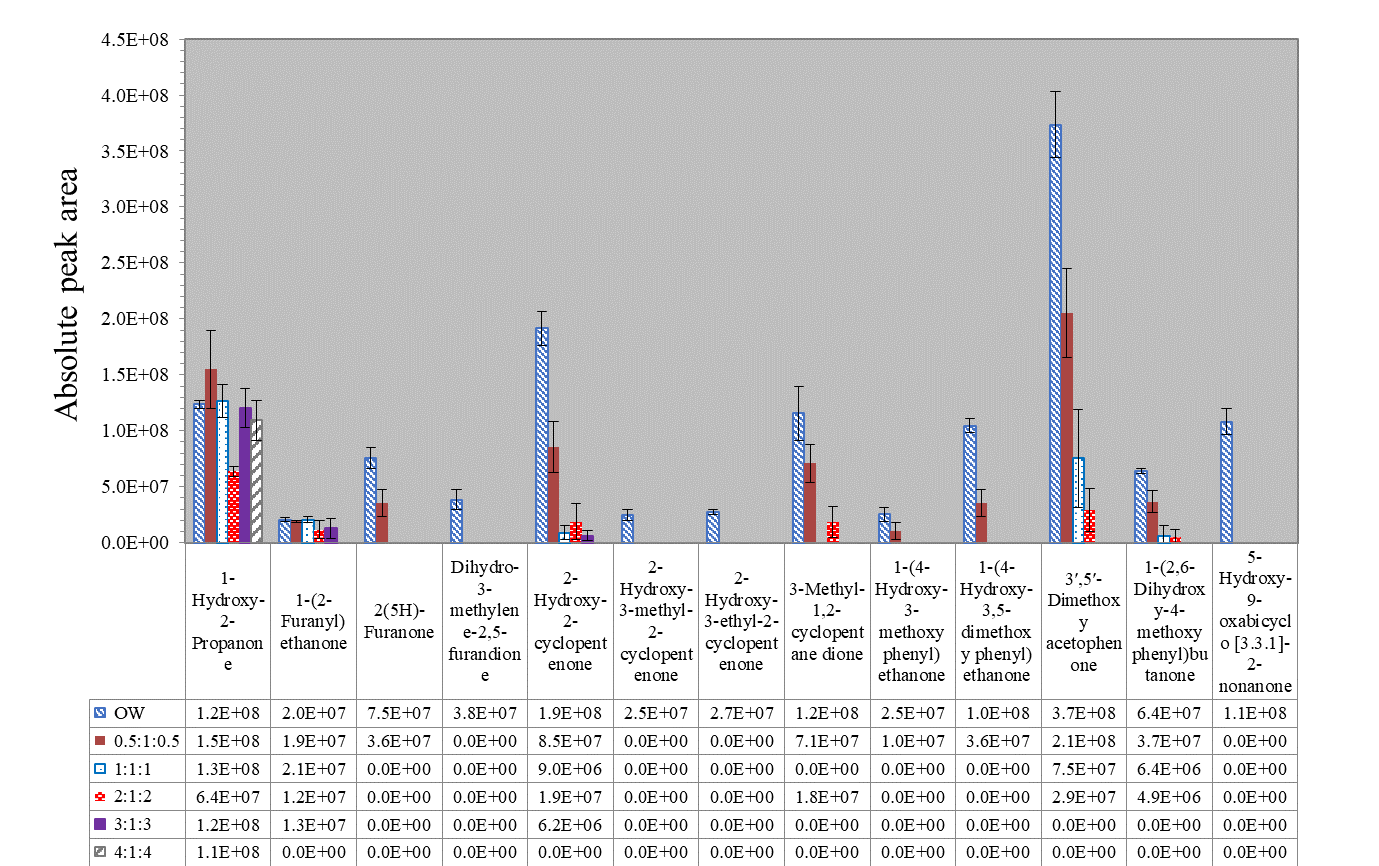 4.5E+08
4.0E+08
3.5E+08
3.0E+08
2.5E+08
2.0E+08
1.5E+08
1.0E+08
5.0E+07
0.0E+00
Absolute peak area
1-
Hydroxy-
2-
Propanon
e
1-(2-
Furanyl)
ethanone
2(5H)-
Furanone
Dihydro-
3-
methylen
e-2,5-
furandion
e
2-
Hydroxy-
2-
cyclopent
enone
2-
Hydroxy-
3-methyl-
2-
cyclopent
enone
2-
Hydroxy-
3-ethyl-2-
cyclopent
enone
3-Methyl-
1,2-
cyclopent
ane dione
1-(4-
Hydroxy-
3-
methoxy
phenyl)
ethanone
1-(4-
Hydroxy-
3,5-
dimethox
y phenyl)
ethanone
3′,5′-
Dimethox
y
acetophen
one
1-(2,6-
Dihydrox
y-4-
methoxy
phenyl)bu
tanone
5-
Hydroxy-
9-
oxabicycl
o [3.3.1]-
2-
nonanone
OW 1.2E+08 2.0E+07 7.5E+07 3.8E+07 1.9E+08 2.5E+07 2.7E+07 1.2E+08 2.5E+07 1.0E+08 3.7E+08 6.4E+07 1.1E+08
0.5:1:0.5 1.5E+08 1.9E+07 3.6E+07 0.0E+00 8.5E+07 0.0E+00 0.0E+00 7.1E+07 1.0E+07 3.6E+07 2.1E+08 3.7E+07 0.0E+00
1:1:1 1.3E+08 2.1E+07 0.0E+00 0.0E+00 9.0E+06 0.0E+00 0.0E+00 0.0E+00 0.0E+00 0.0E+00 7.5E+07 6.4E+06 0.0E+00
2:1:2 6.4E+07 1.2E+07 0.0E+00 0.0E+00 1.9E+07 0.0E+00 0.0E+00 1.8E+07 0.0E+00 0.0E+00 2.9E+07 4.9E+06 0.0E+00
3:1:3 1.2E+08 1.3E+07 0.0E+00 0.0E+00 6.2E+06 0.0E+00 0.0E+00 0.0E+00 0.0E+00 0.0E+00 0.0E+00 0.0E+00 0.0E+00
4:1:4 1.1E+08 0.0E+00 0.0E+00 0.0E+00 0.0E+00 0.0E+00 0.0E+00 0.0E+00 0.0E+00 0.0E+00 0.0E+00 0.0E+00 0.0E+00